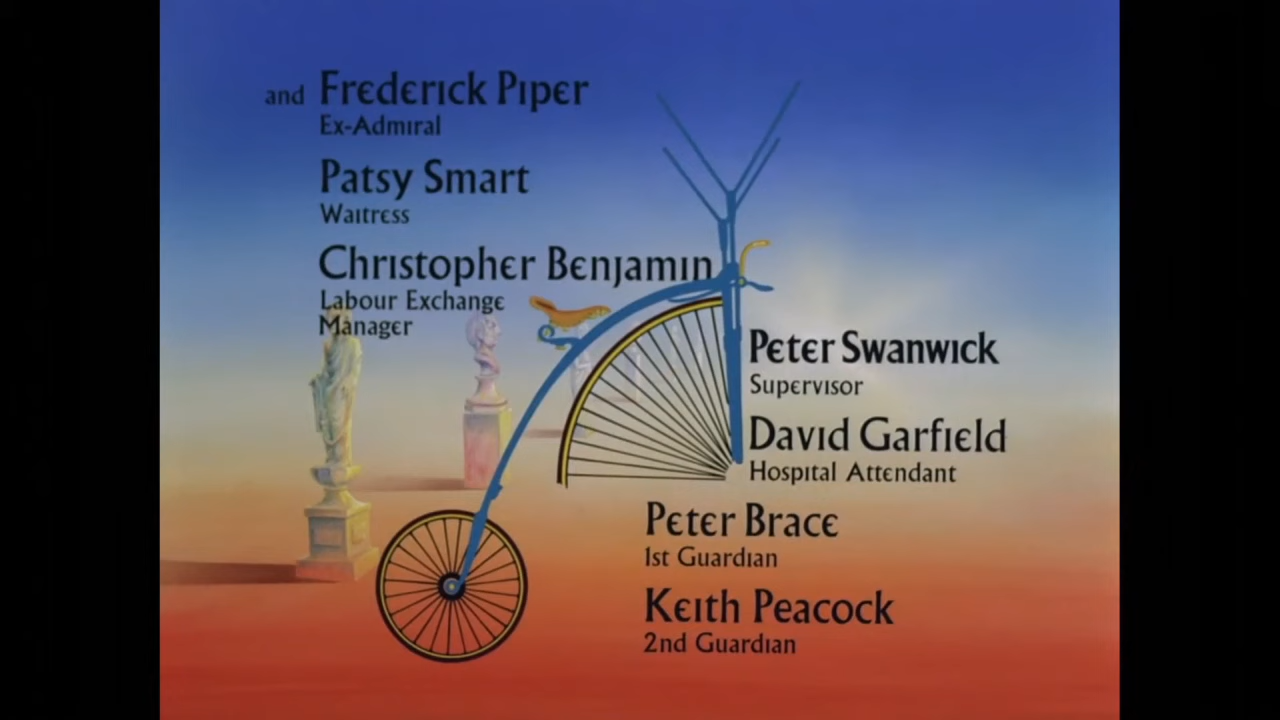 and Frederick Piper
Ex-Admiral
Patsy Smart
Waitress
Christopher Benjamin
Labour Exchange
Manager
Peter Swanwick
Supervisor
David Garfield
Hospital Attendant
Peter Brace
1st Guardian
Keith Peacock
2nd Guardian